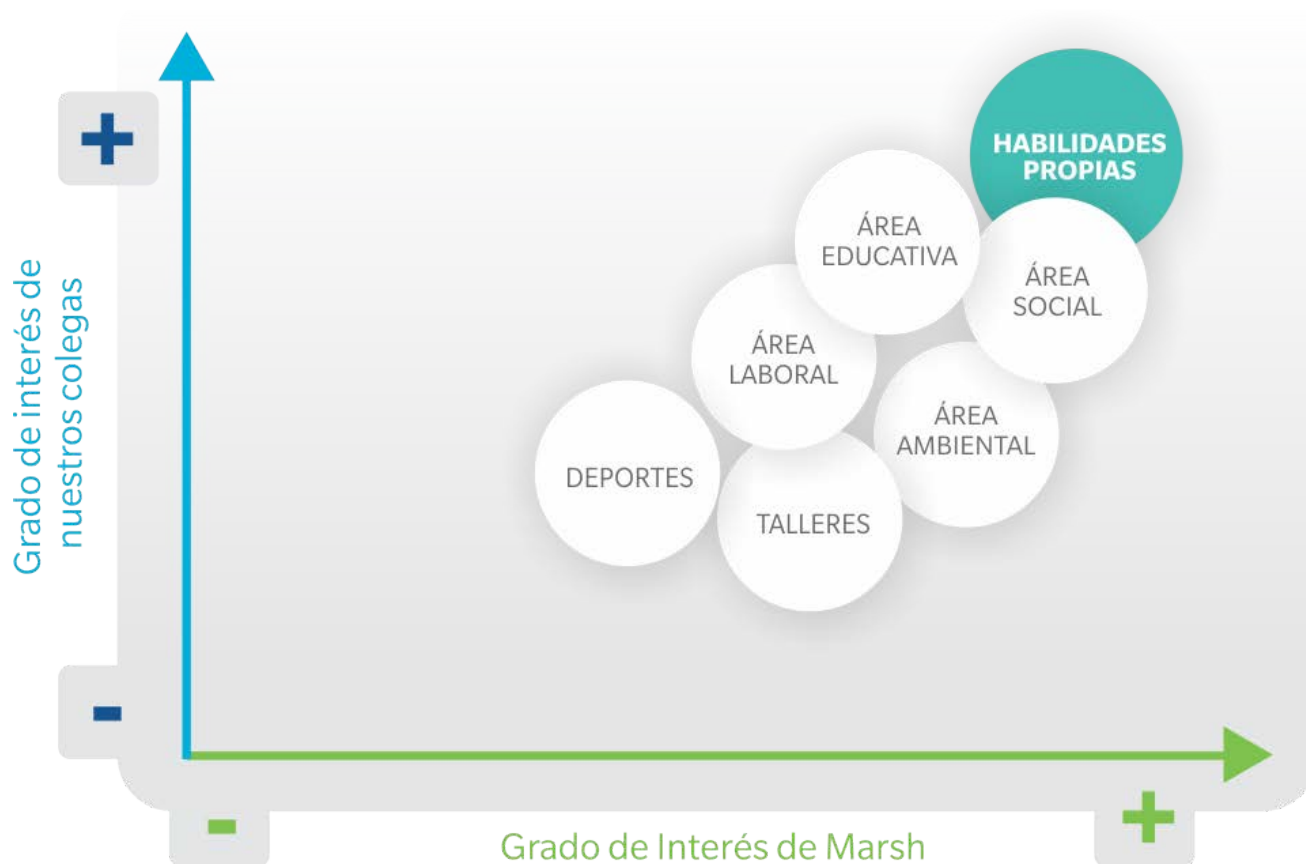 +
HABILIDADES
PROPIAS
ÁREA
EDUCATIVA
ÁREA
SOCIAL
ÁREA
LABORAL
ÁREA
AMBIENTAL
DEPORTES
TALLERES
Grado de interés de
nuestros colegas
-
-
+
Grado de Interés de Marsh